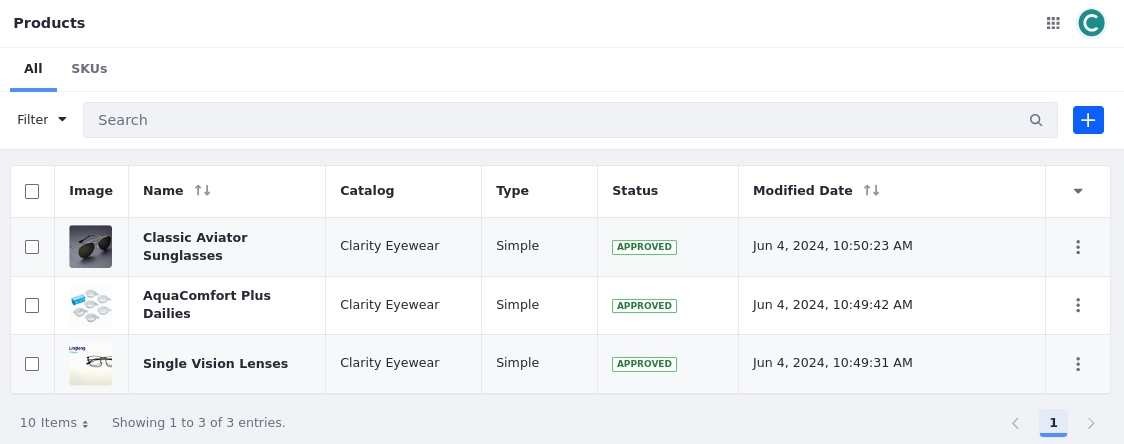 Products
C
All SKUs
Filter Search
Image Name Catalog Type Status Modified Date
Classic Aviator
Sunglasses Clarity Eyewear Simple APPROVED Jun 4, 2024, 10:50:23 AM
AquaComfort Plus
Dailies Clarity Eyewear Simple APPROVED Jun 4, 2024, 10:49:42 AM
Single Vision Lenses Clarity Eyewear Simple APPROVED Jun 4, 2024, 10:49:31 AM
10 Items Showing 1 to 3 of 3 entries. 1